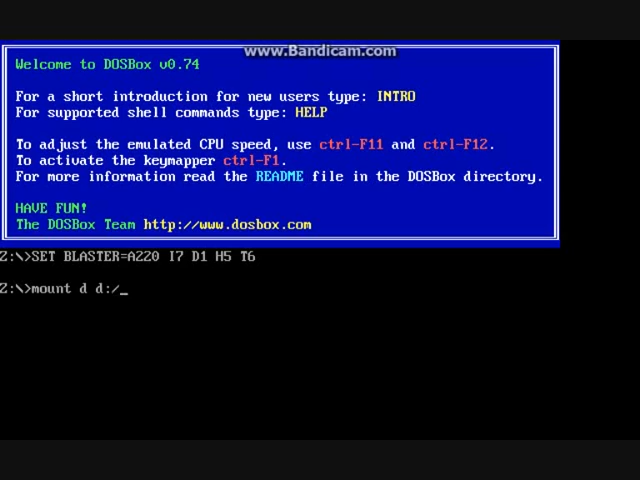 www.Bandicam.com
Welcome to DOSBox v0.74
For a short introduction for new users type: INTRO
For supported shell commands type: HELP
To adjust the emulated CPU speed, use ctrl-F11 and ctrl-F12.
To activate the keymapper ctrl-F1.
For more information read the README file in the DOSBox directory.
HAVE FUN!
The DOSBox Team http://www.dosbox.com
Z:\>SET BLASTER=A220 I7 D1 H5 T6
Z:\>mount d d:/_